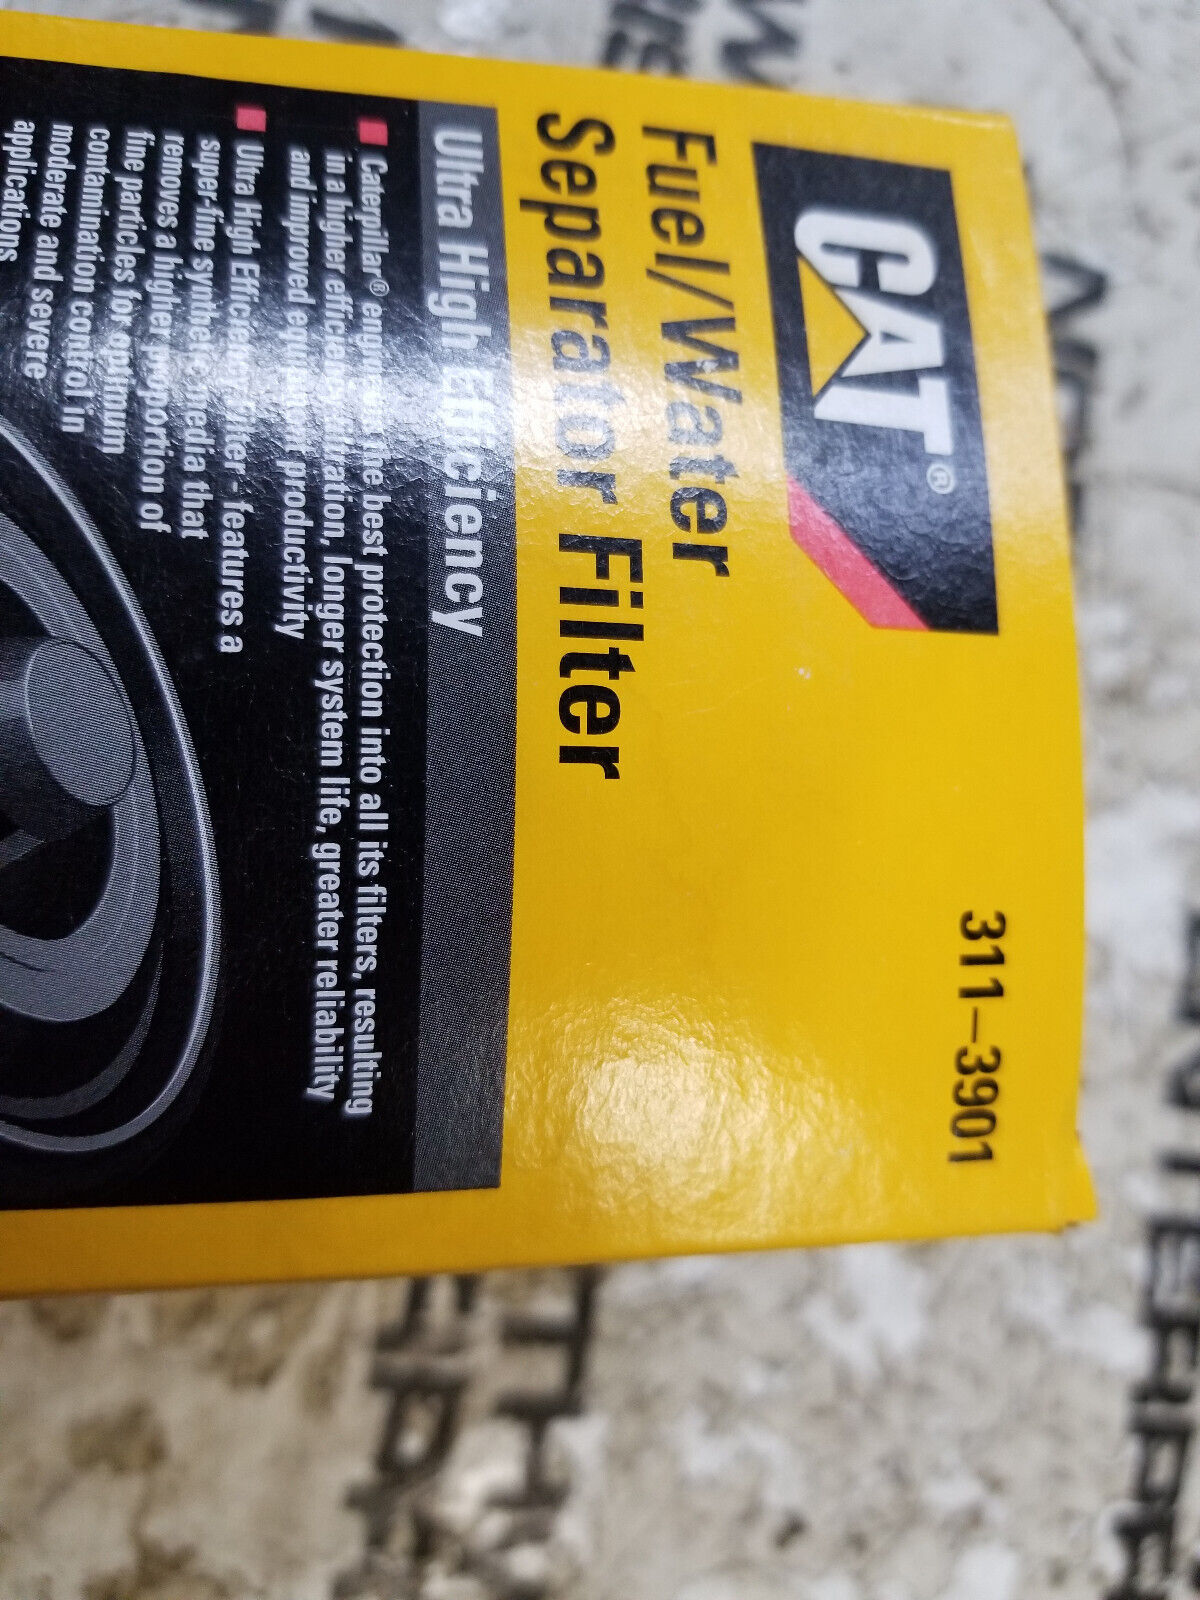 CAT®
311-3901
Fuel/Water
Separator Filter
Ultra High Efficiency
Caterpillar® the best protection into all its filters, resulting
in a higher efficiency longer system life, greater reliability
and improved equipment productivity
Ultra High Efficiency Filter - features a
super-fine synthetic media that
removes a higher proportion of
fine particles for optimum
contamination control in
moderate and severe
applications